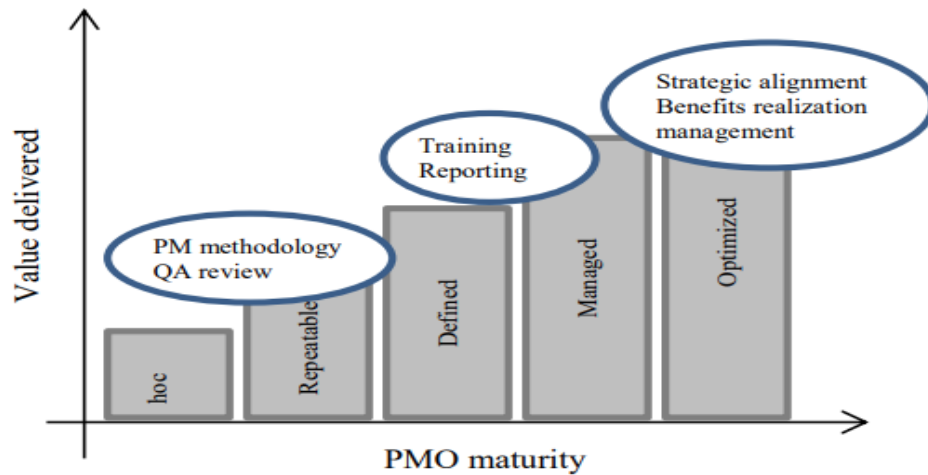 Strategic alignment
Benefits realization
management
Training
Reporting
PM methodology
QA review
Value delivered
hoc
Repeatable
Defined
Managed
Optimized
PMO maturity